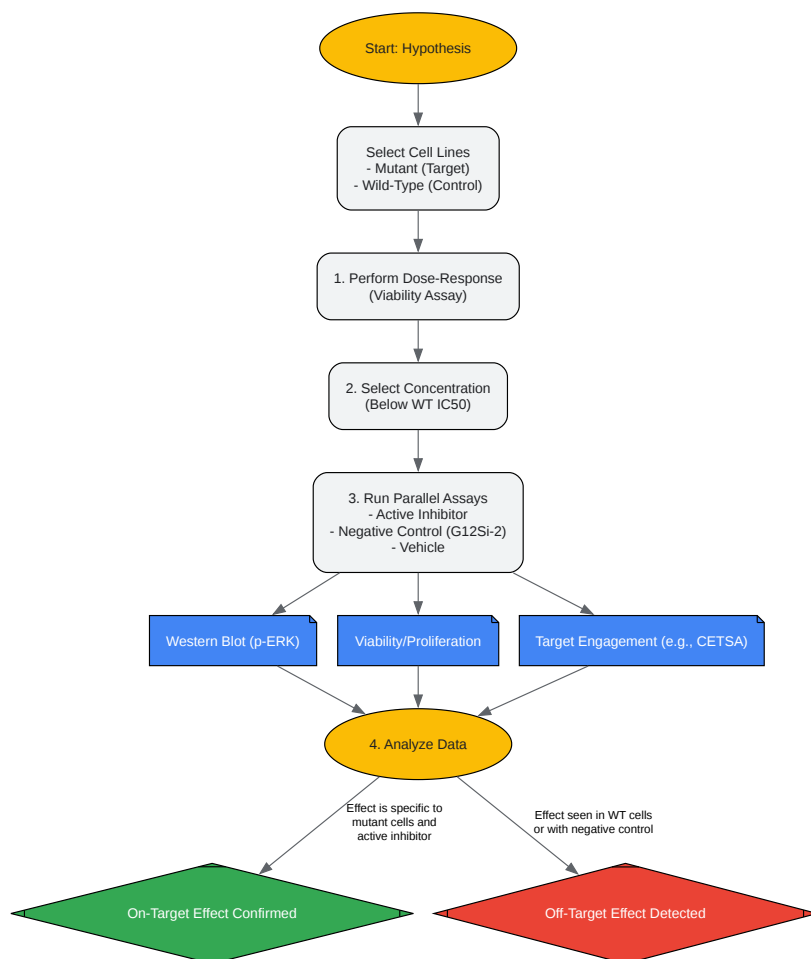 Start: Hypothesis
Select Cell Lines
- Mutant (Target)
- Wild-Type (Control)
1. Perform Dose-Response
(Viability Assay)
2. Select Concentration
(Below WT IC50)
3. Run Parallel Assays
- Active Inhibitor
- Negative Control (G12Si-2)
- Vehicle
Western Blot (p-ERK)
Viability/Proliferation
Target Engagement (e.g., CETSA)
4. Analyze Data
Effect is specific to
mutant cells and
active inhibitor
Effect seen in WT cells
or with negative control
On-Target Effect Confirmed
Off-Target Effect Detected